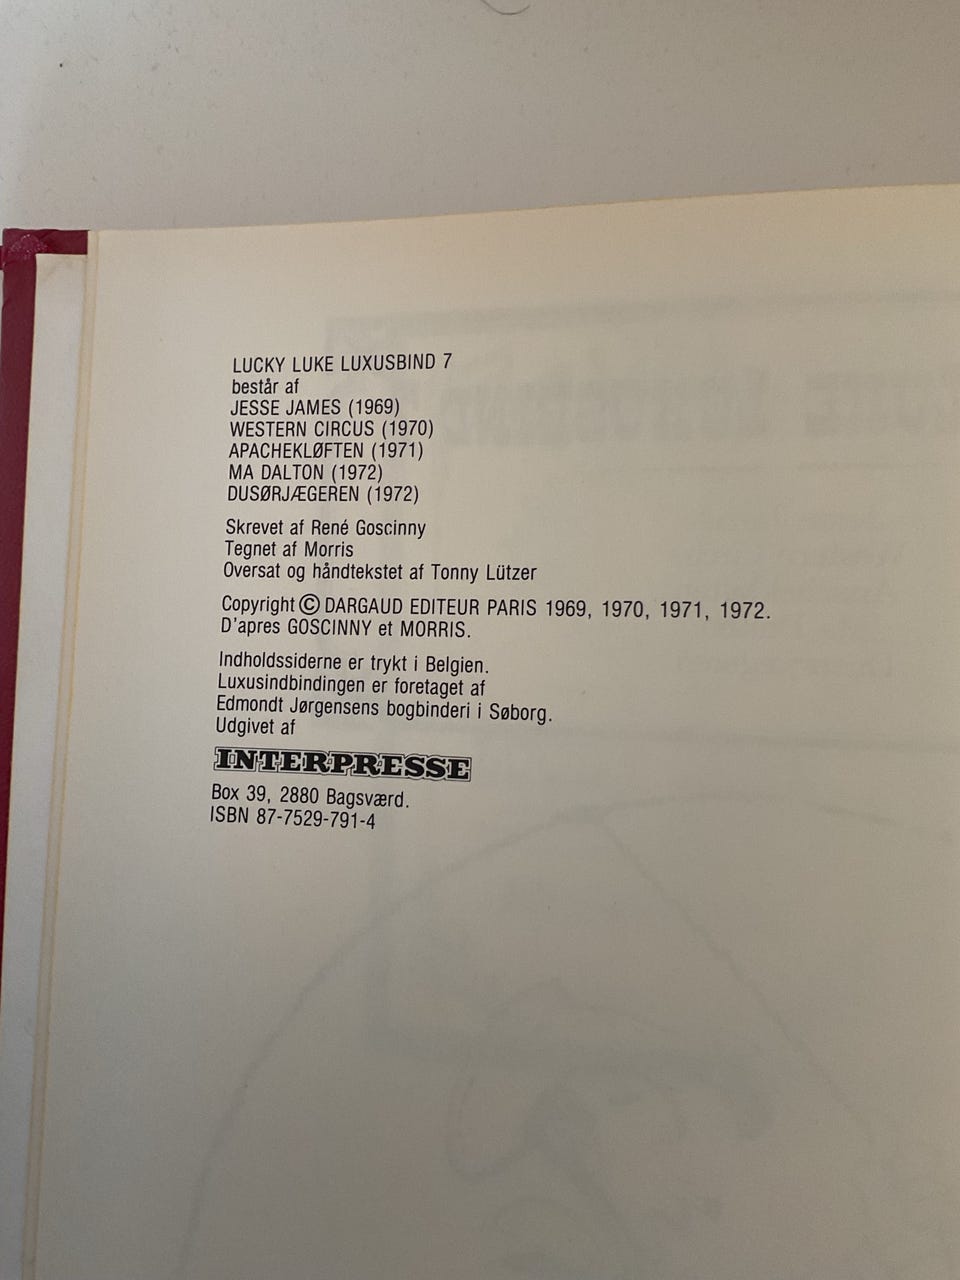 LUCKY LUKE LUXUSBIND 7
består af
JESSE JAMES (1969)
WESTERN CIRCUS (1970)
APACHEKLØFTEN (1971)
MA DALTON (1972)
DUSØRJÆGEREN (1972)
Skrevet af René Goscinny
Tegnet af Morris
Oversat og håndtekstet af Tonny Lützer
Copyright © DARGAUD EDITEUR PARIS 1969, 1970, 1971, 1972.
D'apres GOSCINNY et MORRIS.
Indholdssiderne er trykt i Belgien.
Luxusindbindingen er foretaget af
Edmondt Jørgensens bogbinderi i Søborg.
Udgivet af
INTERPRESSE
Box 39, 2880 Bagsværd.
ISBN 87-7529-791-4